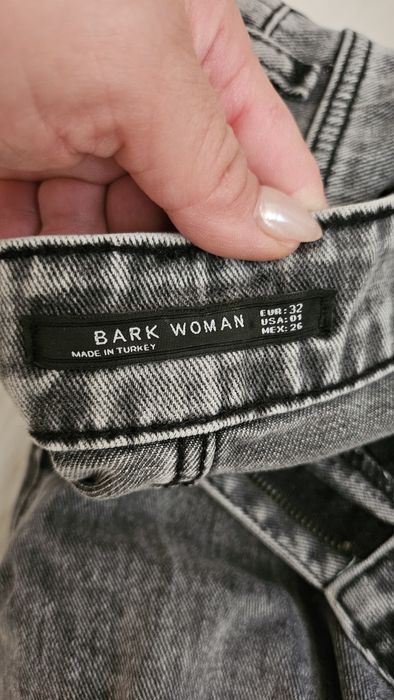 BARK WOMAN
MADE IN TURKEY
EUR: 32
USA: 01
MEX: 26